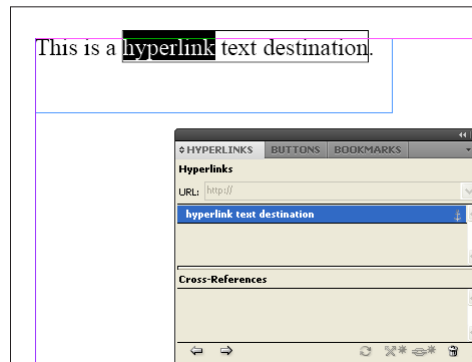 This is a hyperlink text destination.
HYPERLINKS BUTTONS BOOKMARKS
Hyperlinks
URL: http://
hyperlink text destination
Cross-References